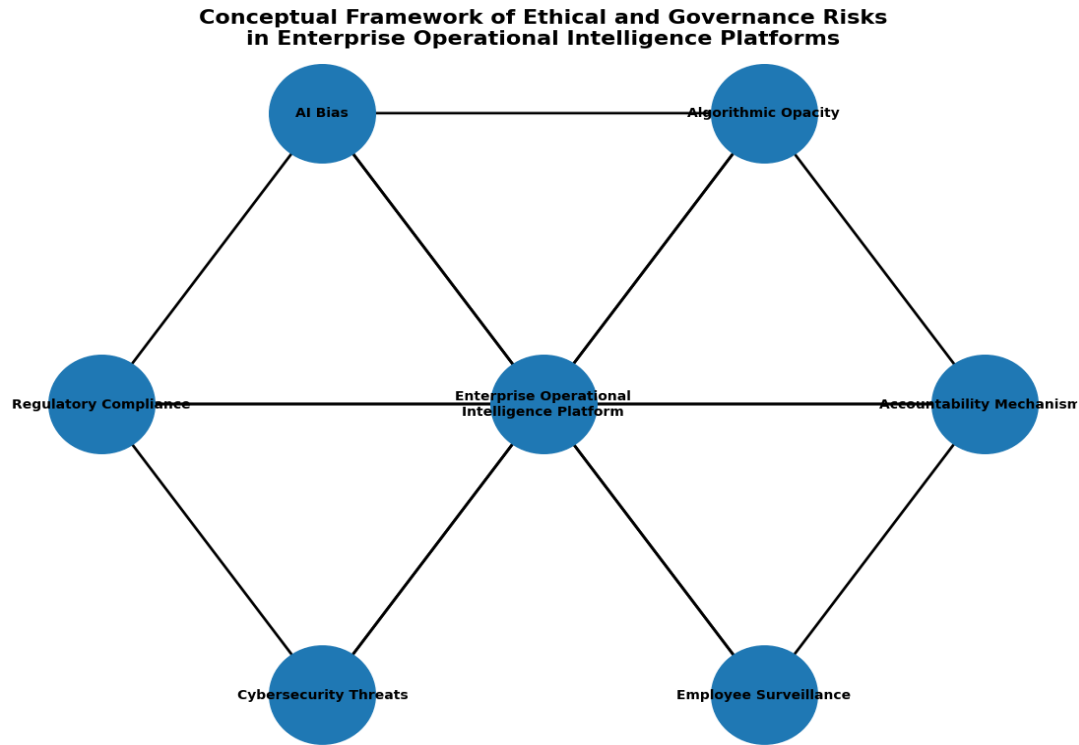 Conceptual Framework of Ethical and Governance Risks
in Enterprise Operational Intelligence Platforms
AI Bias
Algorithmic Opacity
Regulatory Compliance
Enterprise Operational
Intelligence Platform
Accountability Mechanism
Cybersecurity Threats
Employee Surveillance